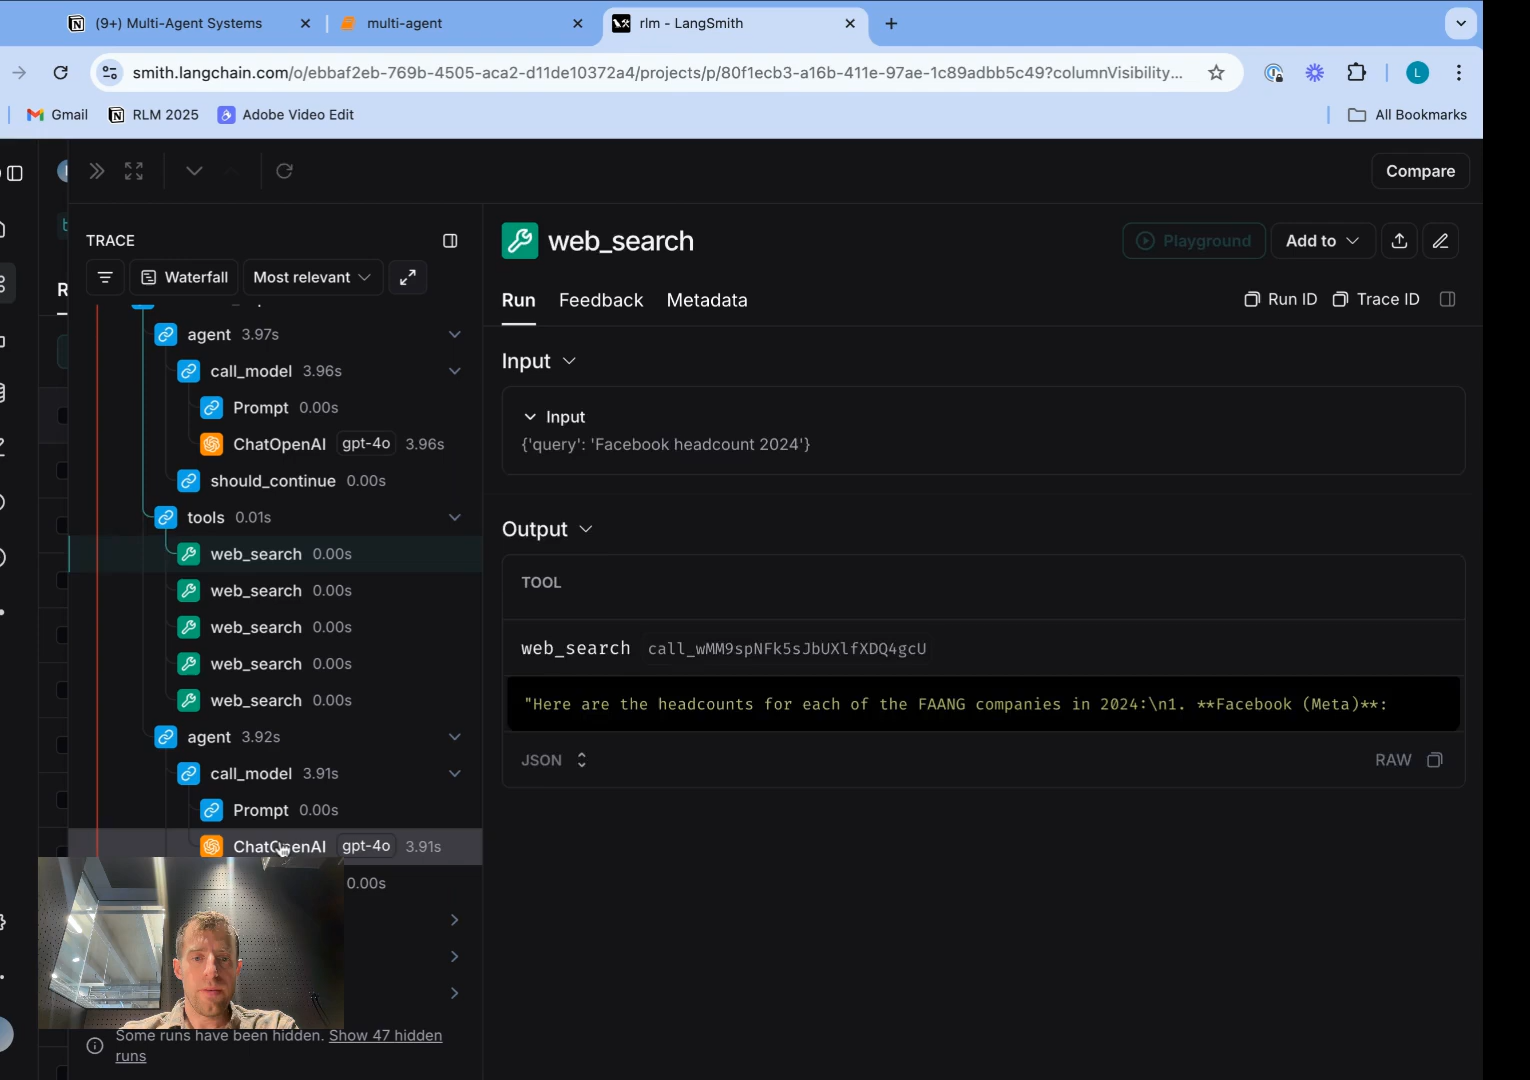 (9+) Multi-Agent Systems
multi-agent
rlm - LangSmith
smith.langchain.com/o/ebbaf2eb-769b-4505-aca2-d11de10372a4/projects/p/80f1ecb3-a16b-411e-97ae-1c89adbb5c49?columnVisibility...
L
Gmail
RLM 2025
Adobe Video Edit
All Bookmarks
Compare
TRACE
Waterfall
Most relevant
agent 3.97s
call_model 3.96s
Prompt 0.00s
ChatOpenAI gpt-4o 3.96s
should_continue 0.00s
tools 0.01s
web_search 0.00s
web_search 0.00s
web_search 0.00s
web_search 0.00s
web_search 0.00s
agent 3.92s
call_model 3.91s
Prompt 0.00s
ChatOpenAI gpt-4o 3.91s
0.00s
Some runs have been hidden. Show 47 hidden
runs
web_search
Playground
Add to
Run
Feedback
Metadata
Run ID
Trace ID
Input
Input
{'query': 'Facebook headcount 2024'}
Output
TOOL
web_search call_wMM9spNFk5sJbUXlfXDQ4gcU
"Here are the headcounts for each of the FAANG companies in 2024:\n1. **Facebook (Meta)**:
JSON
RAW